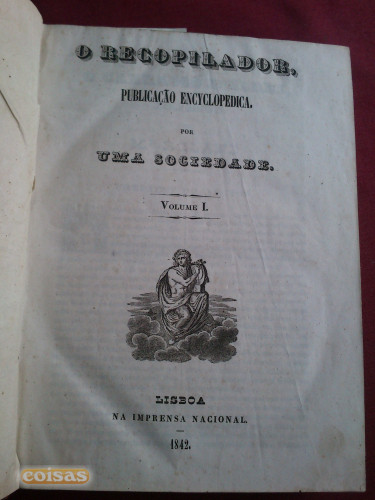 O RECOPILADOR,
PUBLICAÇÃO ENCYCLOPEDICA.
POR
UMA SOCIEDADE.
VOLUME I.
LISBOA
NA IMPRENSA NACIONAL.
1842.
coisas